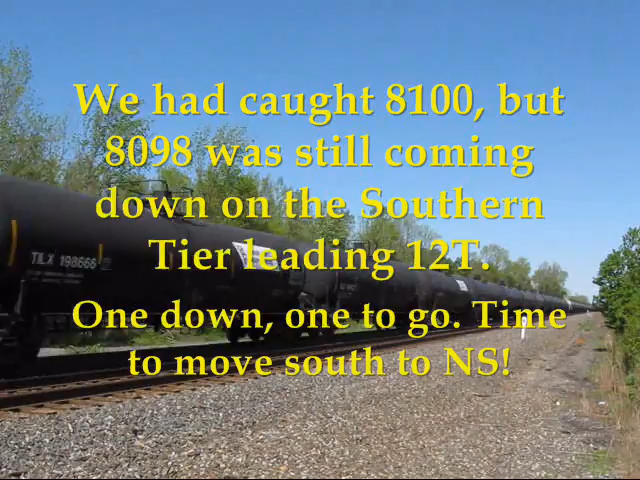 We had caught 8100, but
8098 was still coming
down on the Southern
Tier leading 12T.
One down, one to go. Time
to move south to NS!
TILX 198666